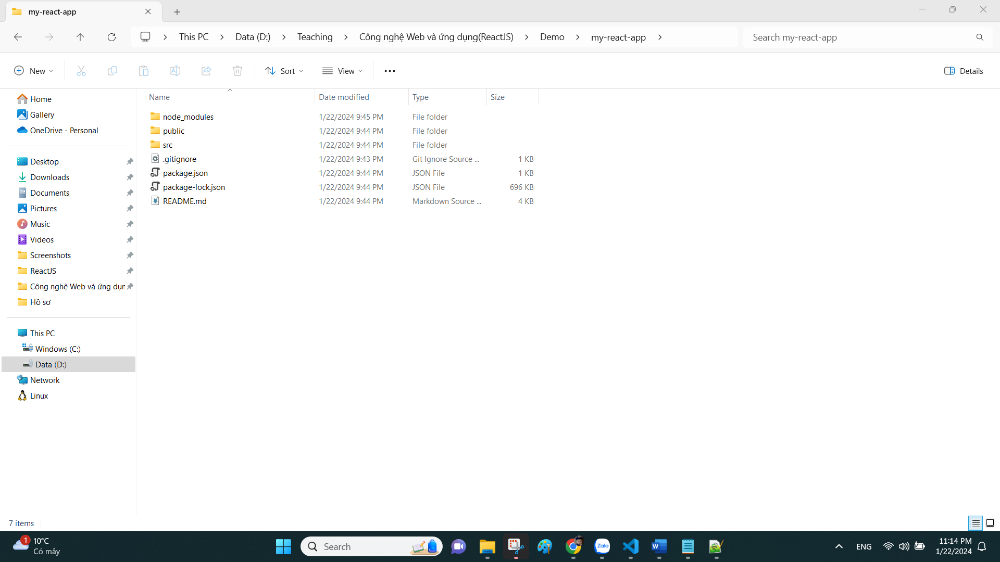 my-react-app
This PC
Data (D:)
Teaching
Công nghệ Web và ứng dụng(ReactJS)
Demo
my-react-app
Search my-react-app
New
Sort
View
Details
Home
Gallery
OneDrive - Personal
Desktop
Downloads
Documents
Pictures
Music
Videos
Screenshots
ReactJS
Công nghệ Web và ứng dụn
Hồ sơ
This PC
Windows (C:)
Data (D:)
Network
Linux
Name Date modified Type Size
node_modules 1/22/2024 9:45 PM File folder
public 1/22/2024 9:44 PM File folder
src 1/22/2024 9:44 PM File folder
.gitignore 1/22/2024 9:43 PM Git Ignore Source ... 1 KB
package.json 1/22/2024 9:44 PM JSON File 1 KB
package-lock.json 1/22/2024 9:44 PM JSON File 696 KB
README.md 1/22/2024 9:44 PM Markdown Source ... 4 KB
7 items
1
10°C
Có mây
Search
Zalo
W
ENG
11:14 PM
1/22/2024